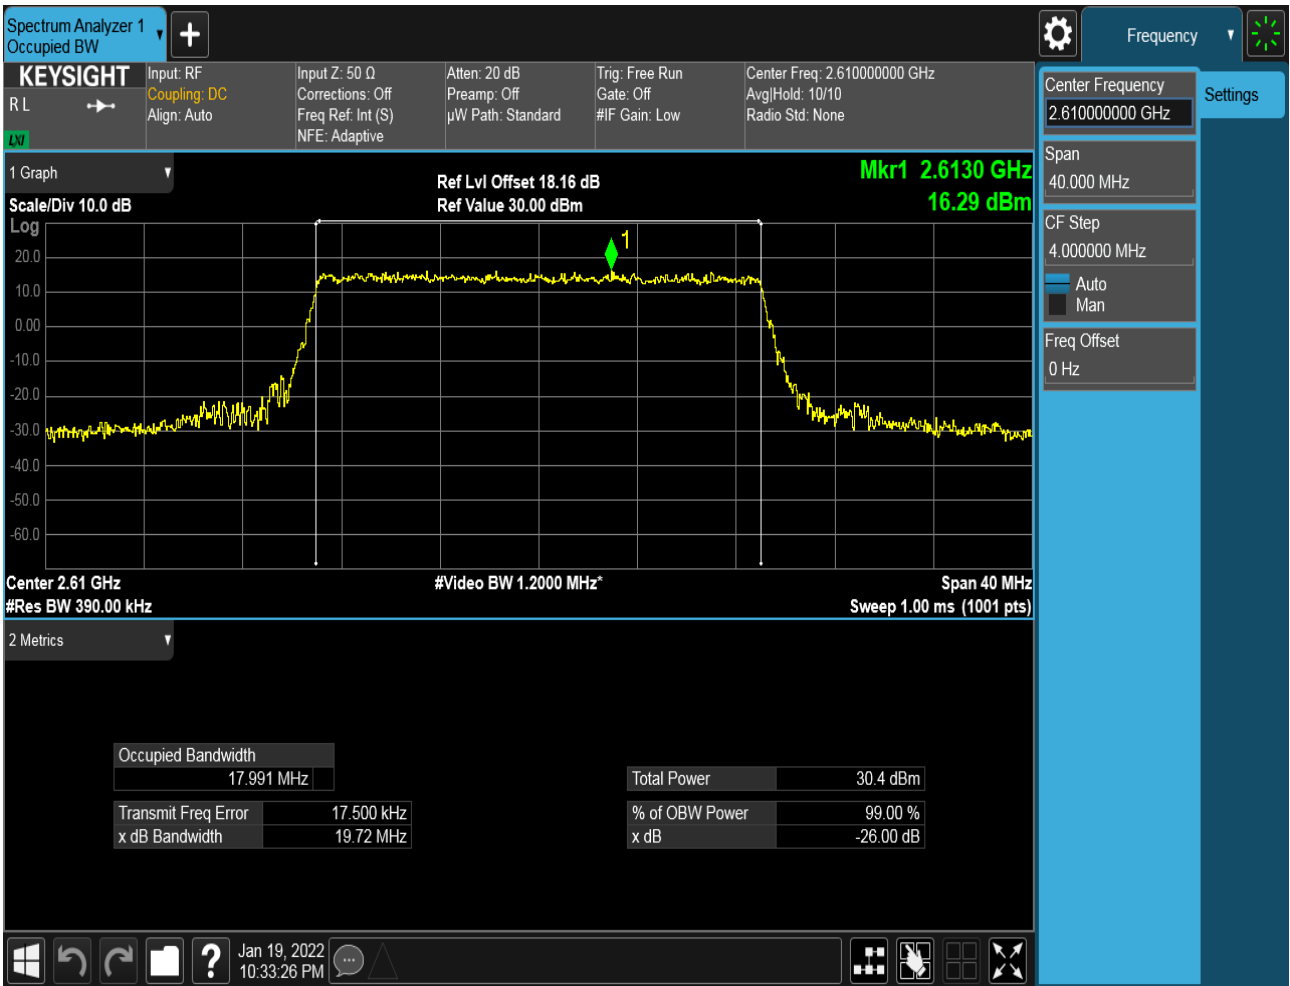 Spectrum Analyzer 1
Occupied BW
Frequency
KEYSIGHT
R L
LXI
Input: RF
Coupling: DC
Align: Auto
Input Z: 50 Ω
Corrections: Off
Freq Ref: Int (S)
NFE: Adaptive
Atten: 20 dB
Preamp: Off
µW Path: Standard
Trig: Free Run
Gate: Off
#IF Gain: Low
Center Freq: 2.610000000 GHz
Avg|Hold: 10/10
Radio Std: None
1 Graph
Scale/Div 10.0 dB
Ref Lvl Offset 18.16 dB
Ref Value 30.00 dBm
Mkr1 2.6130 GHz
16.29 dBm
Log
1
20.0
10.0
0.00
-10.0
-20.0
-30.0
-40.0
-50.0
-60.0
Center 2.61 GHz
#Video BW 1.2000 MHz*
Span 40 MHz
#Res BW 390.00 kHz
Sweep 1.00 ms (1001 pts)
2 Metrics
Occupied Bandwidth
17.991 MHz
Total Power 30.4 dBm
Transmit Freq Error 17.500 kHz
% of OBW Power 99.00 %
x dB Bandwidth 19.72 MHz
x dB -26.00 dB
Center Frequency
2.610000000 GHz
Settings
Span
40.000 MHz
CF Step
4.000000 MHz
Auto
Man
Freq Offset
0 Hz
?
Jan 19, 2022
10:33:26 PM